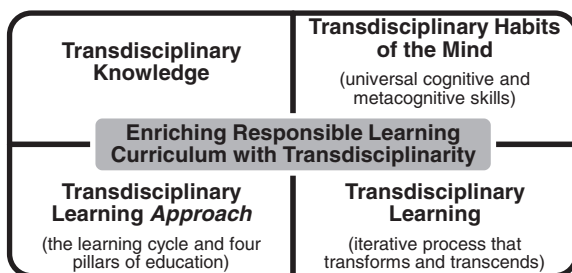 Transdisciplinary
Knowledge
Transdisciplinary Habits
of the Mind
(universal cognitive and
metacognitive skills)
Enriching Responsible Learning
Curriculum with Transdisciplinarity
Transdisciplinary
Learning Approach
(the learning cycle and four
pillars of education)
Transdisciplinary
Learning
(iterative process that
transforms and transcends)